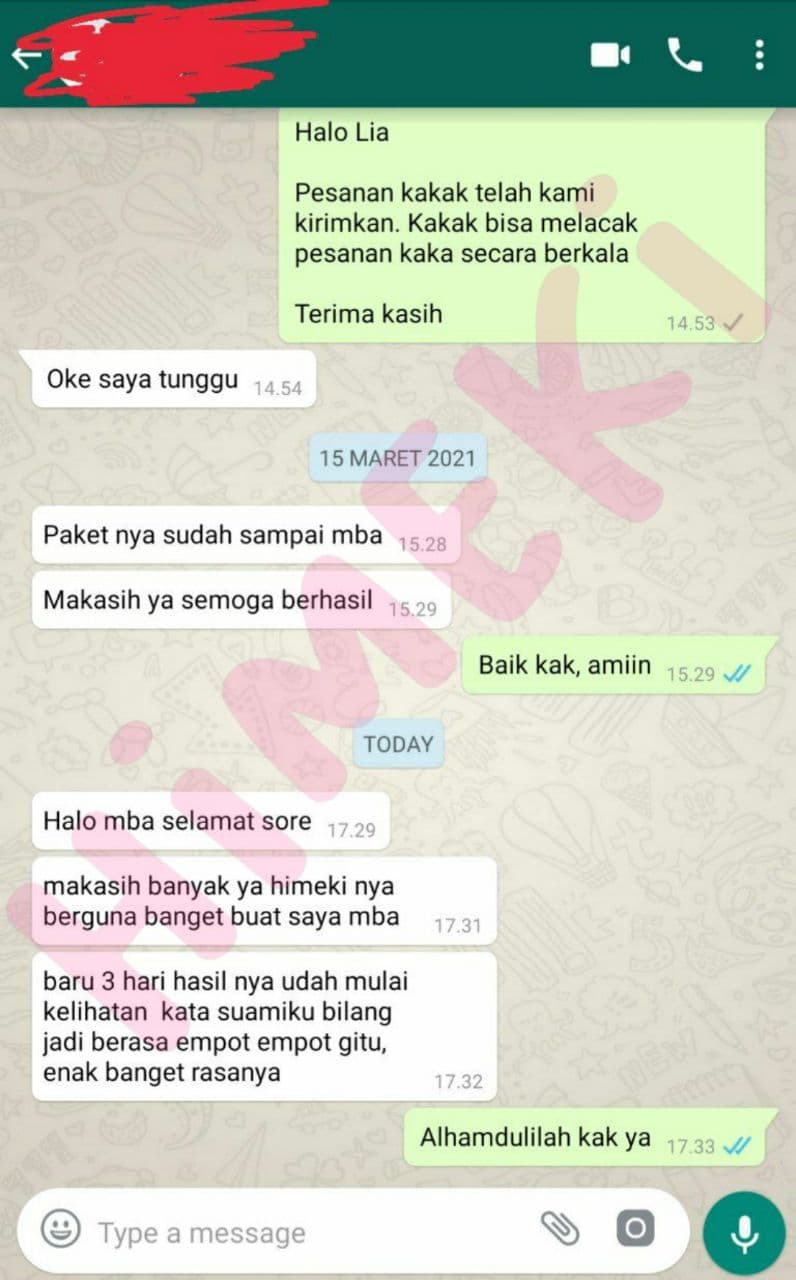 Halo Lia
Pesanan kakak telah kami
kirimkan. Kakak bisa melacak
pesanan kaka secara berkala
Terima kasih
14.53
Oke saya tunggu 14.54
15 MARET 2021
Paket nya sudah sampai mba 15.28
Makasih ya semoga berhasil 15.29
Baik kak, amiin 15.29
TODAY
Halo mba selamat sore 17.29
makasih banyak ya himeki nya
berguna banget buat saya mba 17.31
baru 3 hari hasil nya udah mulai
kelihatan kata suamiku bilang
jadi berasa empot empot gitu,
enak banget rasanya 17.32
Alhamdulilah kak ya 17.33
Type a message
HiMEKi